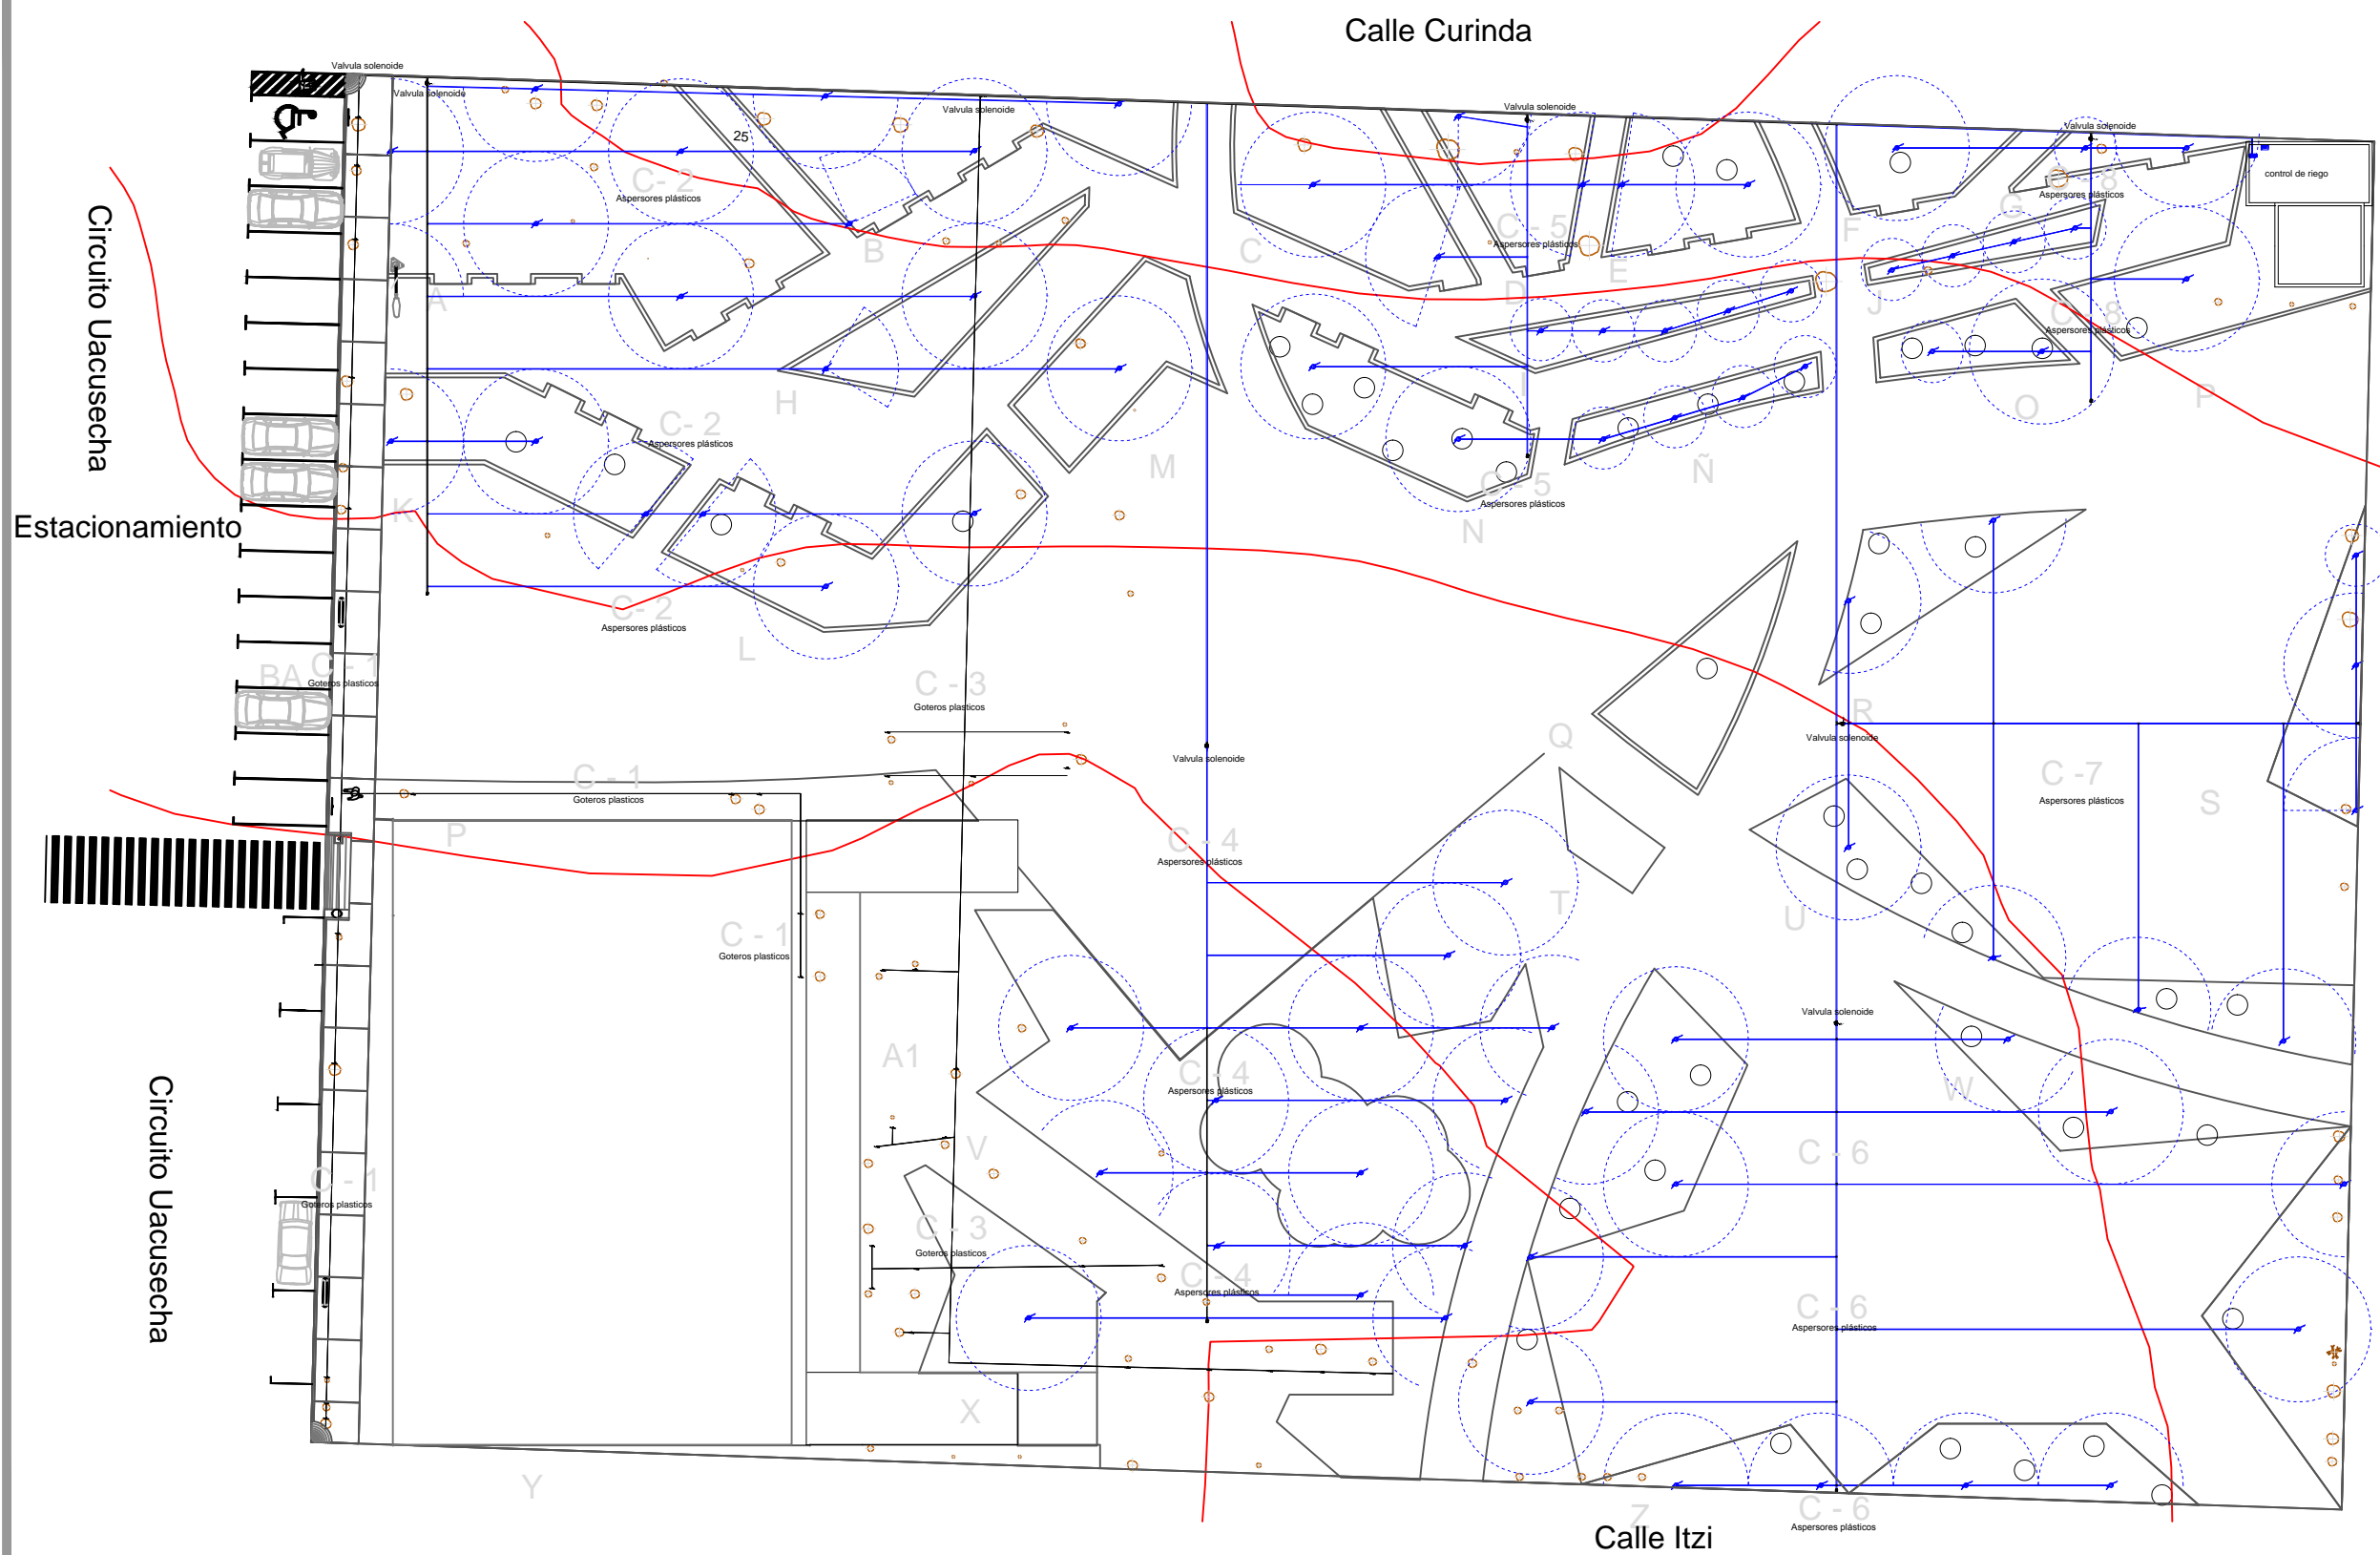 Calle Curinda
Valvula solenoide
Valvula solenoide
Valvula solenoide
Valvula solenoide
Valvula solenoide
25
control de riego
C- 2
Aspersores plásticos
C - 5
Aspersores plásticos
C - 8
Aspersores plásticos
A
B
C
D
E
F
G
Circuito Uacusecha
H
I
J
C - 8
Aspersores plásticos
C- 2
Aspersores plásticos
K
M
N
Ñ
O
P
C - 5
Aspersores plásticos
Estacionamiento
C- 2
Aspersores plásticos
L
BA
C - 1
Goteros plasticos
C - 3
Goteros plasticos
Q
R
Valvula solenoide
Valvula solenoide
C - 1
Goteros plasticos
C -7
Aspersores plásticos
S
P
C - 4
Aspersores plásticos
T
U
C - 1
Goteros plasticos
Valvula solenoide
A1
C - 4
Aspersores plásticos
W
V
C - 6
Circuito Uacusecha
C - 1
Goteros plasticos
C - 3
Goteros plasticos
C - 4
Aspersores plásticos
C - 6
Aspersores plásticos
X
Y
Z
C - 6
Aspersores plásticos
Calle Itzi